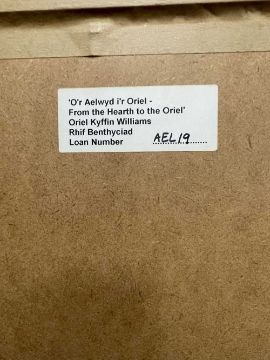 'O'r Aelwyd i'r Oriel -
From the Hearth to the Oriel'
Oriel Kyffin Williams
Rhif Benthyciad
Loan Number AEL19